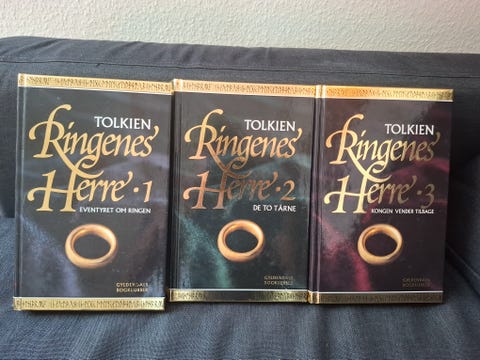 TOLKIEN
Ringenes
Herre · 1
EVENTYRET OM RINGEN
GYLDENDALS
BOGKLUBBER
TOLKIEN
Ringenes
Herre · 2
DE TO TÅRNE
GYLDENDALS
BOGKLUBBER
TOLKIEN
Ringenes
Herre · 3
KONGEN VENDER TILBAGE
GYLDENDALS
BOGKLUBBER